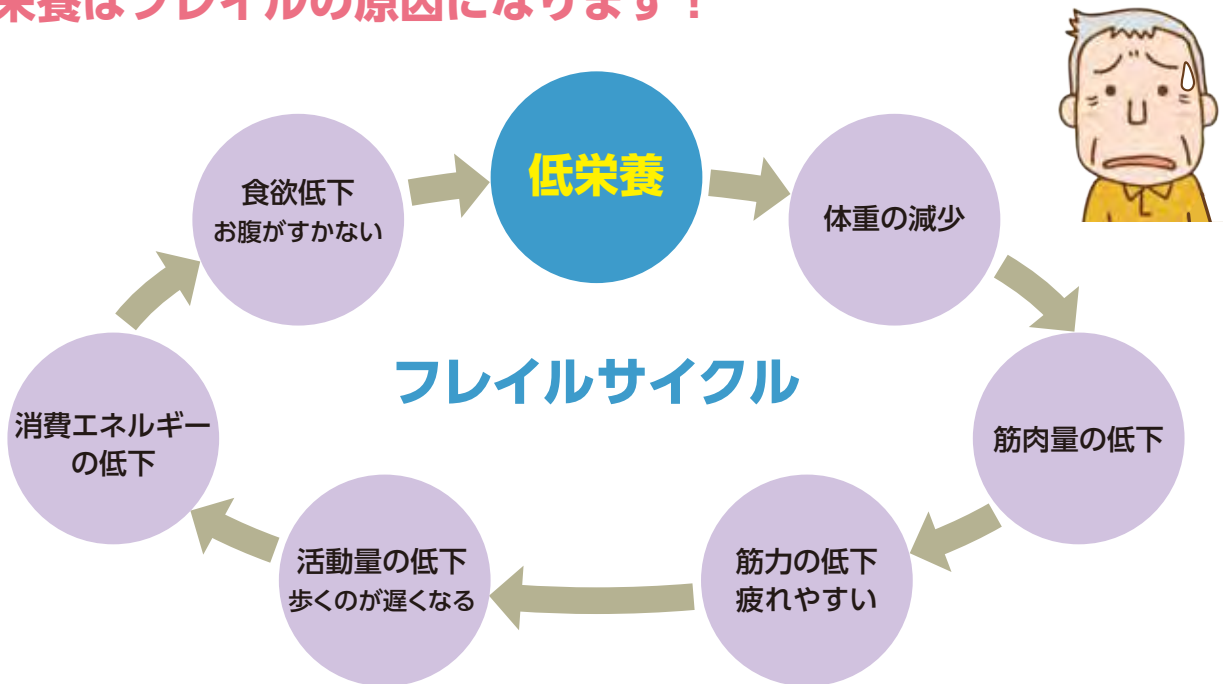 栄養はフレイルの原因になります！
低栄養
体重の減少
筋肉量の低下
筋力の低下
疲れやすい
活動量の低下
歩くのが遅くなる
消費エネルギー
の低下
食欲低下
お腹がすかない
フレイルサイクル